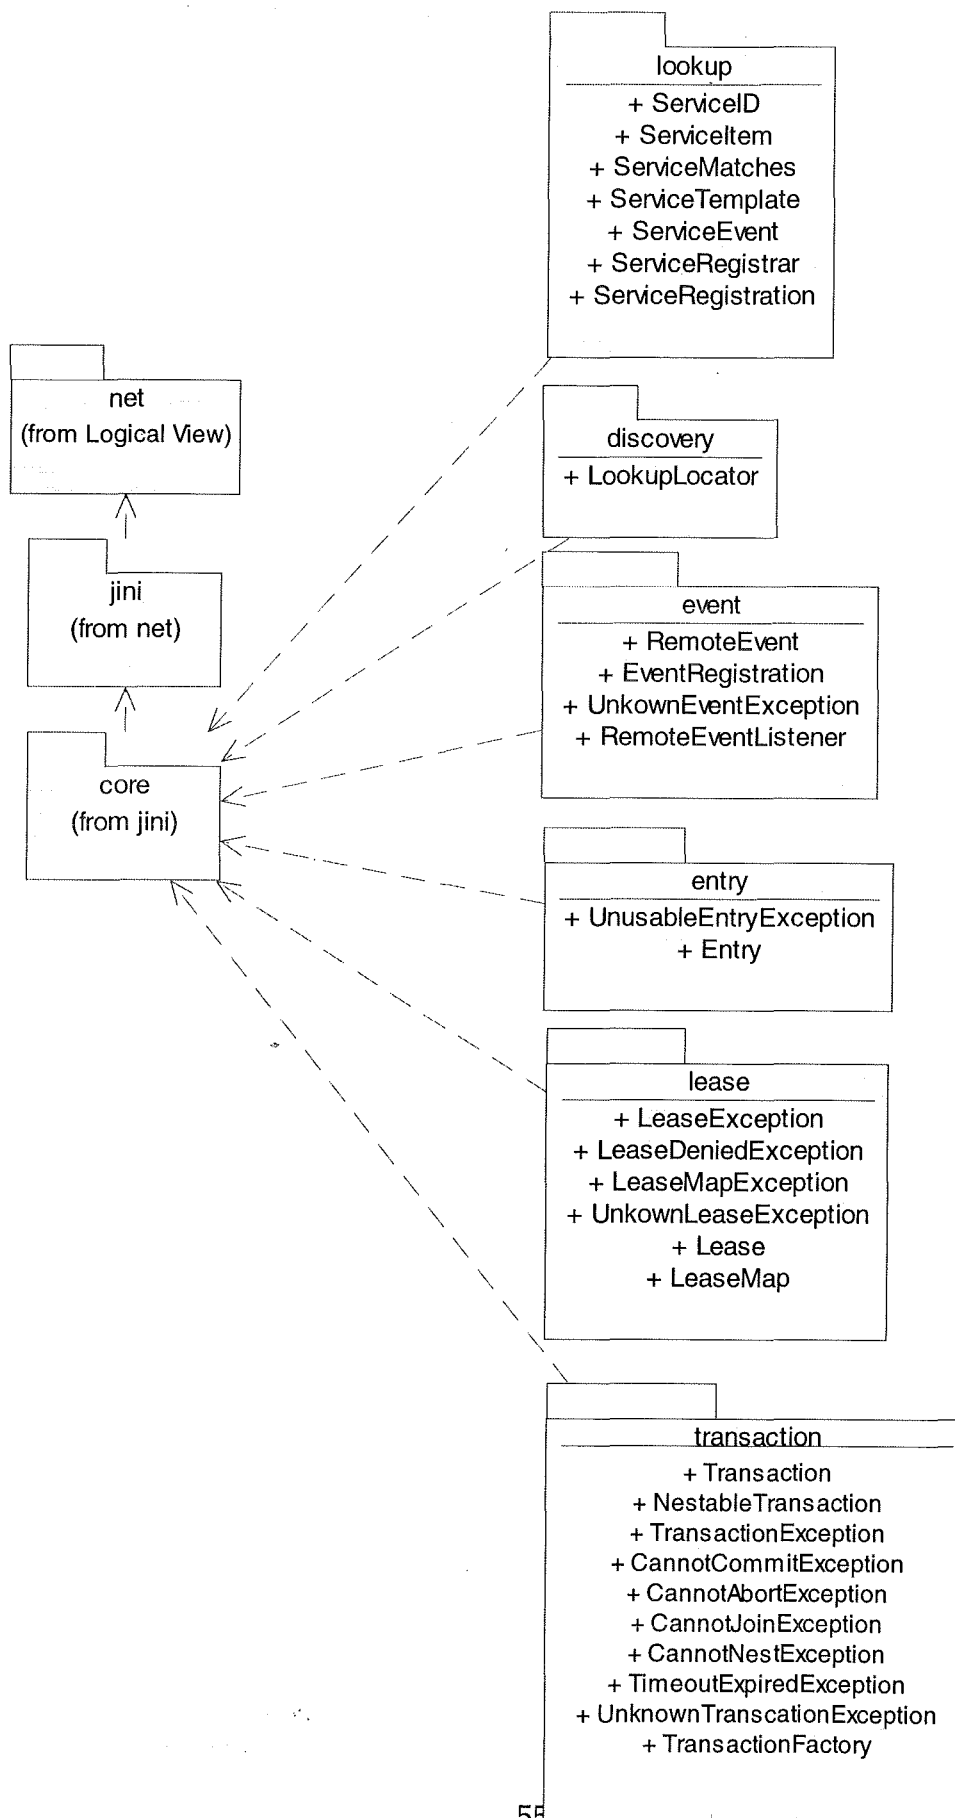 lookup
+ ServiceID
+ ServiceItem
+ ServiceMatches
+ ServiceTemplate
+ ServiceEvent
+ ServiceRegistrar
+ ServiceRegistration
net
(from Logical View)
jini
(from net)
core
(from jini)
discovery
+ LookupLocator
event
+ RemoteEvent
+ EventRegistration
+ UnkownEventException
+ RemoteEventListener
entry
+ UnusableEntryException
+ Entry
lease
+ LeaseException
+ LeaseDeniedException
+ LeaseMapException
+ UnkownLeaseException
+ Lease
+ LeaseMap
transaction
+ Transaction
+ NestableTransaction
+ TransactionException
+ CannotCommitException
+ CannotAbortException
+ CannotJoinException
+ CannotNestException
+ TimeoutExpiredException
+ UnknownTranscationException
+ TransactionFactory